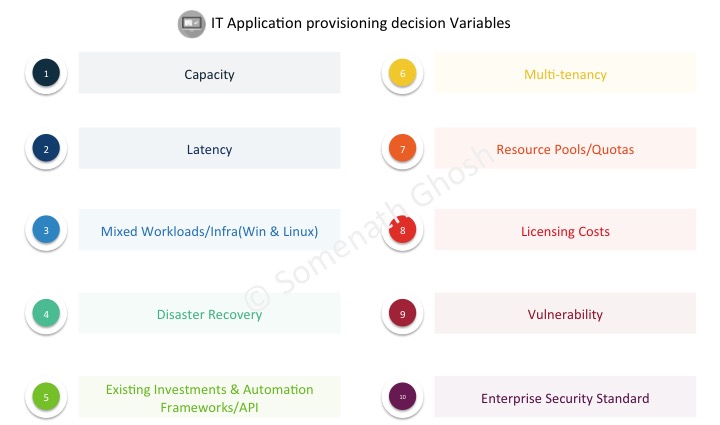 IT Application provisioning decision Variables
1
Capacity
2
Latency
3
Mixed Workloads/Infra(Win & Linux)
4
Disaster Recovery
5
Existing Investments & Automation
Frameworks/API
6
Multi-tenancy
7
Resource Pools/Quotas
8
Licensing Costs
9
Vulnerability
10
Enterprise Security Standard
© Somenath Ghosh